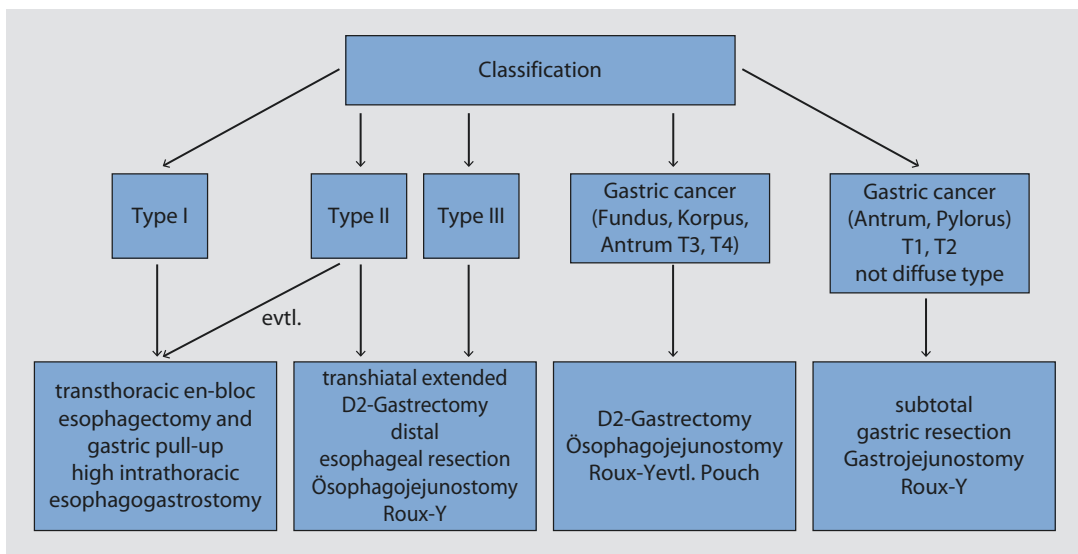 Classification
Type I
Type II
Type III
Gastric cancer
(Fundus, Korpus,
Antrum T3, T4)
Gastric cancer
(Antrum, Pylorus)
T1, T2
not diffuse type
evtl.
transthoracic en-bloc
esophagectomy and
gastric pull-up
high intrathoracic
esophagogastrostomy
transhiatal extended
D2-Gastrectomy
distal
esophageal resection
Ösophagojejunostomy
Roux-Y
D2-Gastrectomy
Ösophagojejunostomy
Roux-Yevtl. Pouch
subtotal
gastric resection
Gastrojejunostomy
Roux-Y